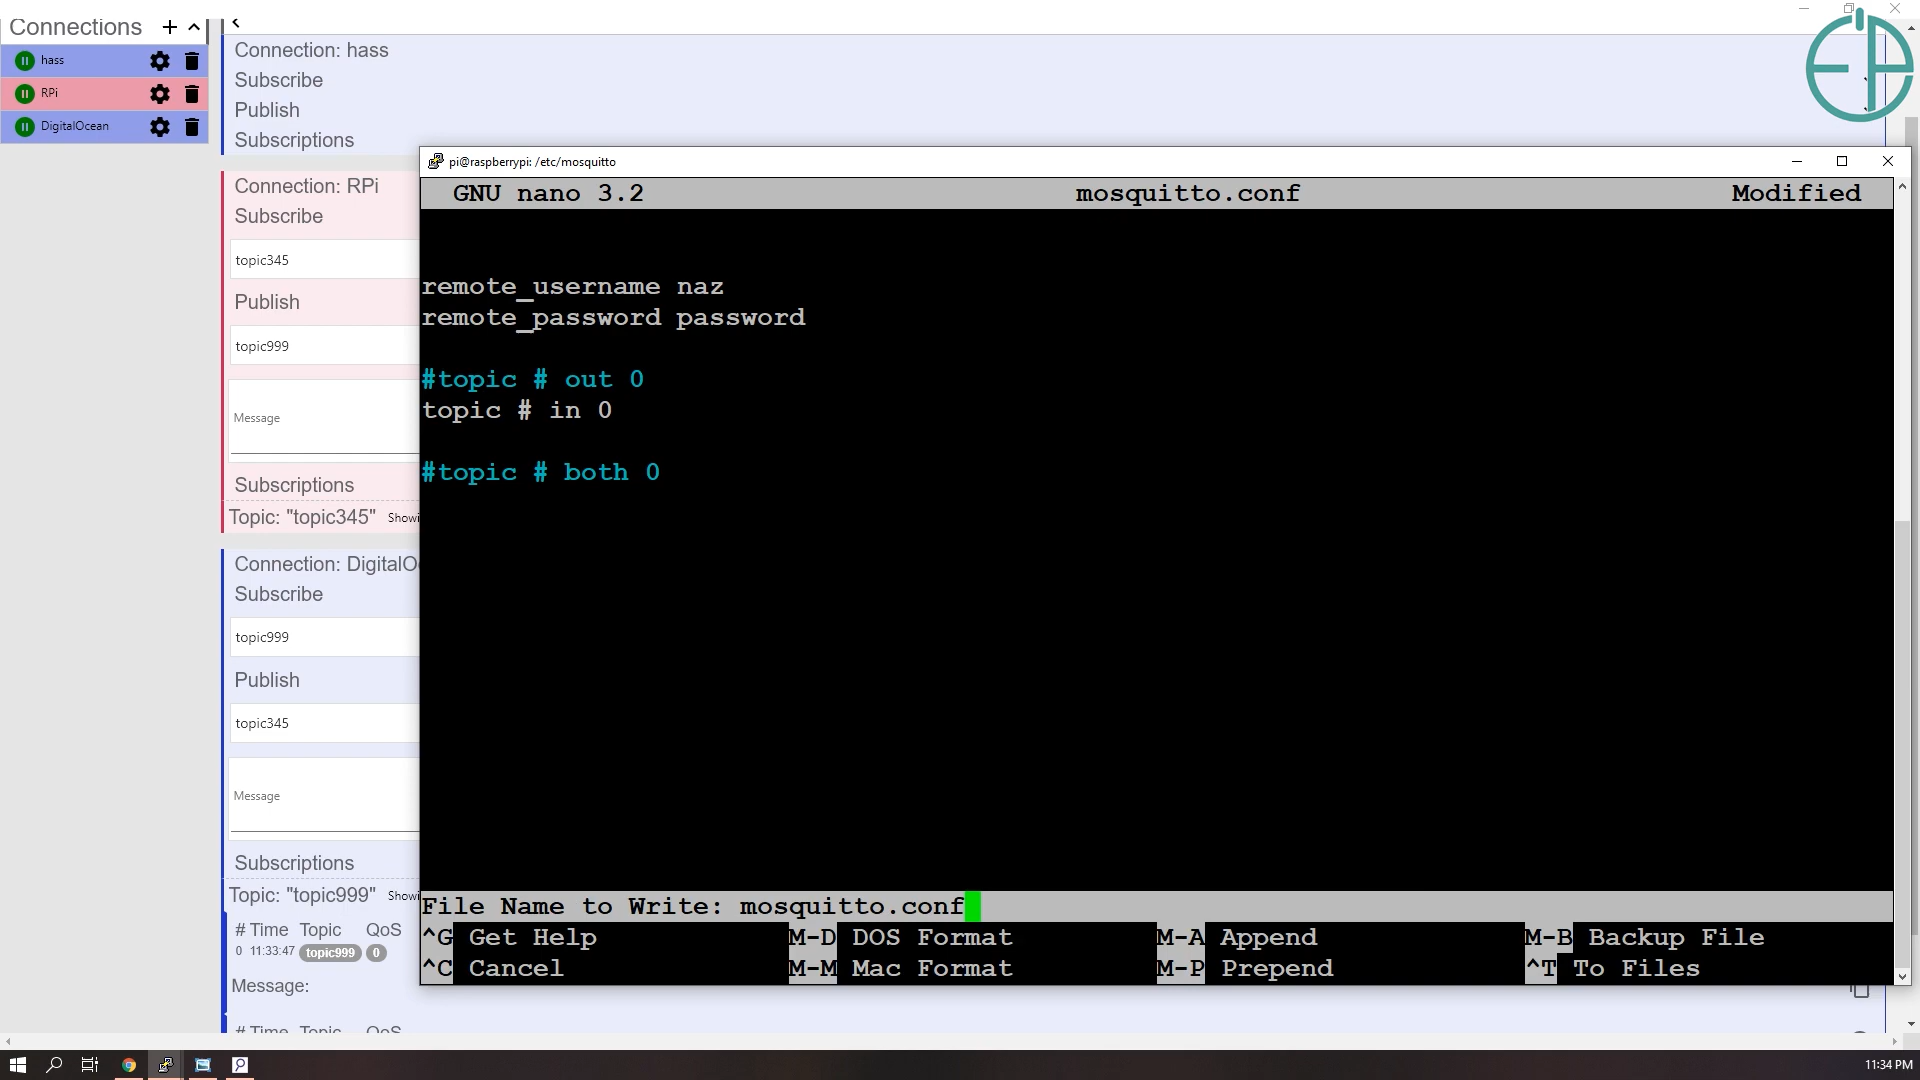 Connections +
hass
RPi
DigitalOcean
Connection: hass
Subscribe
Publish
Subscriptions
Connection: RPi
Subscribe
topic345
Publish
topic999
Message
Subscriptions
Topic: "topic345" Showi
Connection: DigitalO
Subscribe
topic999
Publish
topic345
Message
Subscriptions
Topic: "topic999" Showi
# Time Topic QoS
0 11:33:47 topic999 0
Message:
# Time Topic QoS
pi@raspberrypi: /etc/mosquitto
GNU nano 3.2 mosquitto.conf Modified
remote_username naz
remote_password password
#topic # out 0
topic # in 0
#topic # both 0
File Name to Write: mosquitto.conf
^G Get Help M-D DOS Format M-A Append M-B Backup File
^C Cancel M-M Mac Format M-P Prepend ^T To Files
11:34 PM